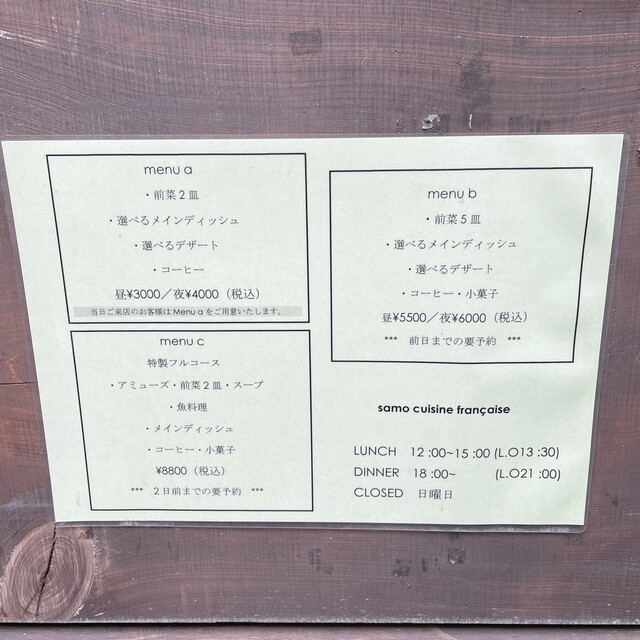 menu a
・前菜2皿
・選べるメインディッシュ
・選べるデザート
・コーヒー
昼¥3000／夜¥4000（税込）
当日ご来店のお客様は Menu a をご用意いたします。
menu b
・前菜5皿
・選べるメインディッシュ
・選べるデザート
・コーヒー・小菓子
昼¥5500／夜¥6000（税込）
*** 前日までの要予約 ***
menu c
特製フルコース
・アミューズ・前菜2皿・スープ
・魚料理
・メインディッシュ
・コーヒー・小菓子
¥8800（税込）
*** 2日前までの要予約 ***
samo cuisine française
LUNCH 12:00~15:00 (L.O13:30)
DINNER 18:00~ (L.O21:00)
CLOSED 日曜日